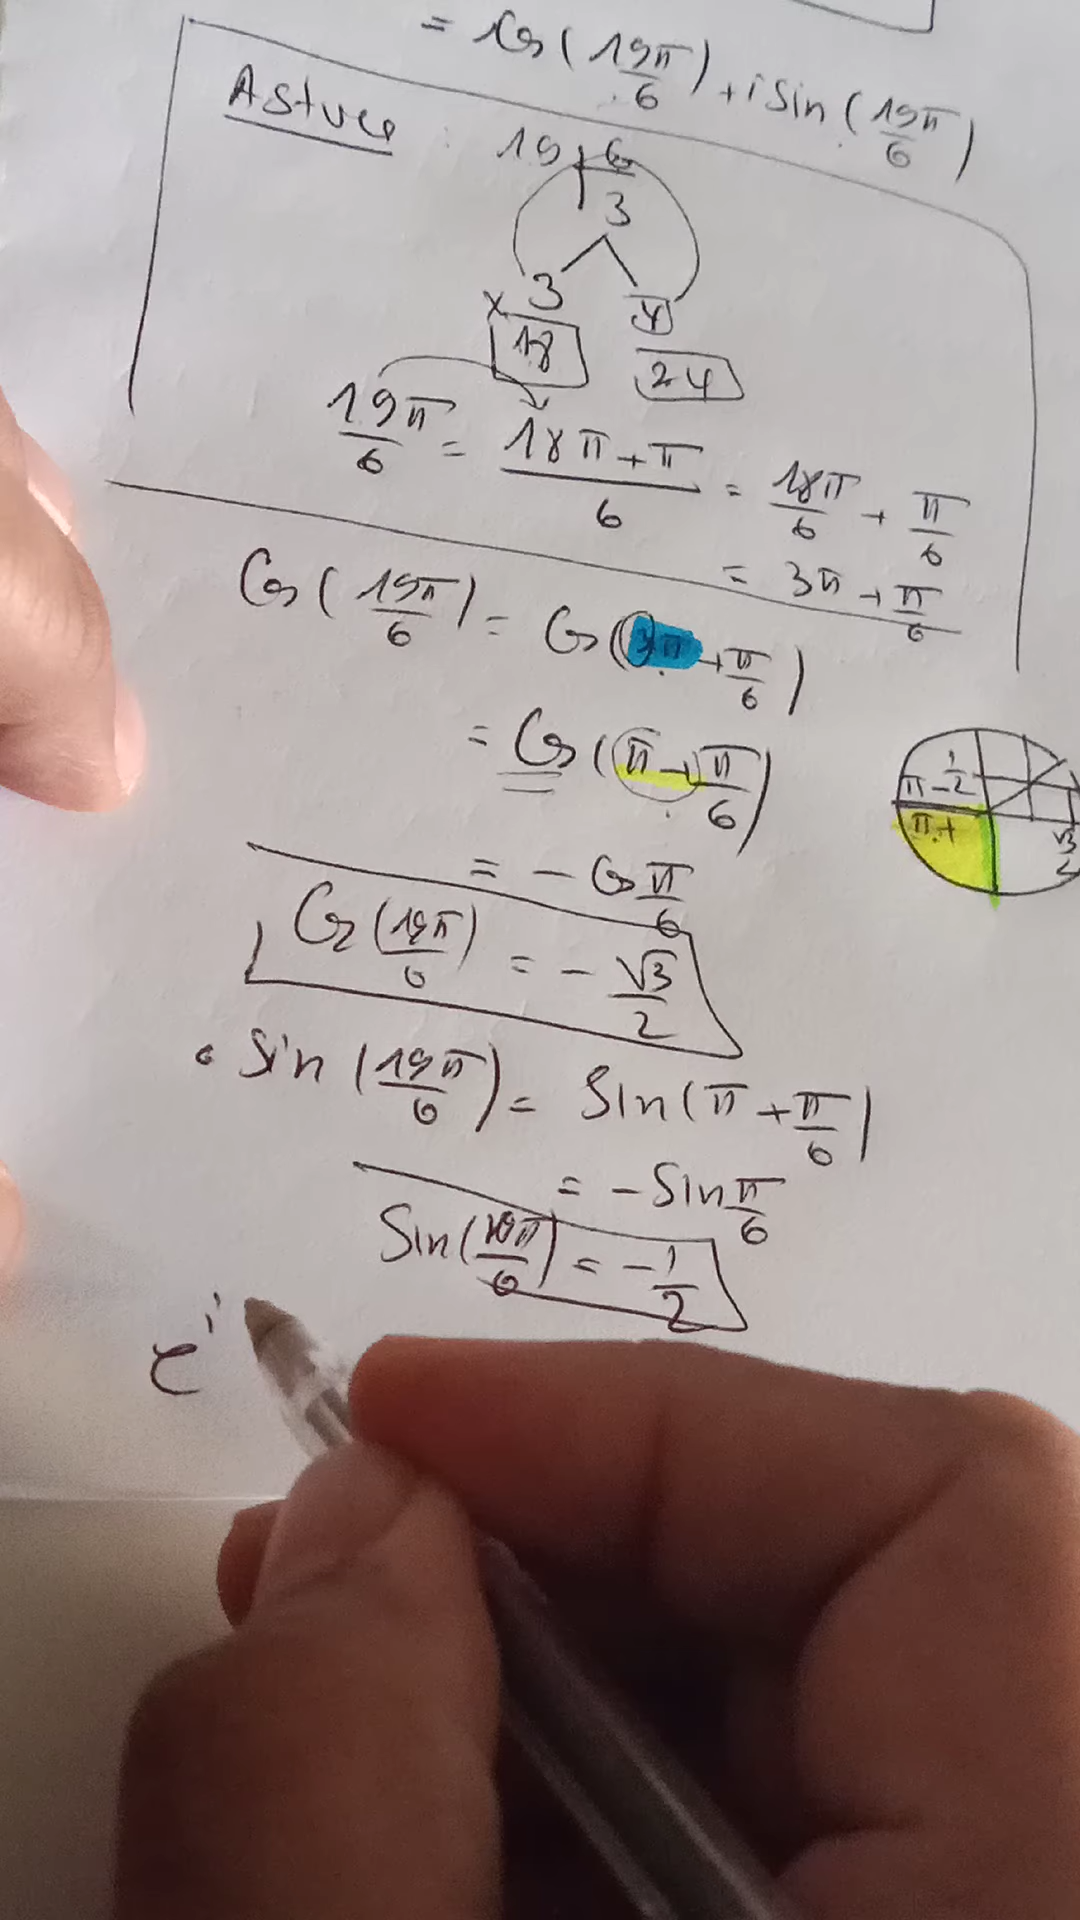 = 1Cos(19π/6) + i Sin(19π/6)
Astuce : 19 | 6
3
3 4
× 18 24
19π/6 = (18π + π)/6 = 18π/6 + π/6
= 3π + π/6
Cos(19π/6) = Cos(3π + π/6)
= Cos(π + π/6)
π - 1/2
π + √3/2
= - Cos π/6
Cos(19π/6) = - √3/2
• Sin(19π/6) = Sin(π + π/6)
= - Sin π/6
Sin(19π/6) = - 1/2
e^i